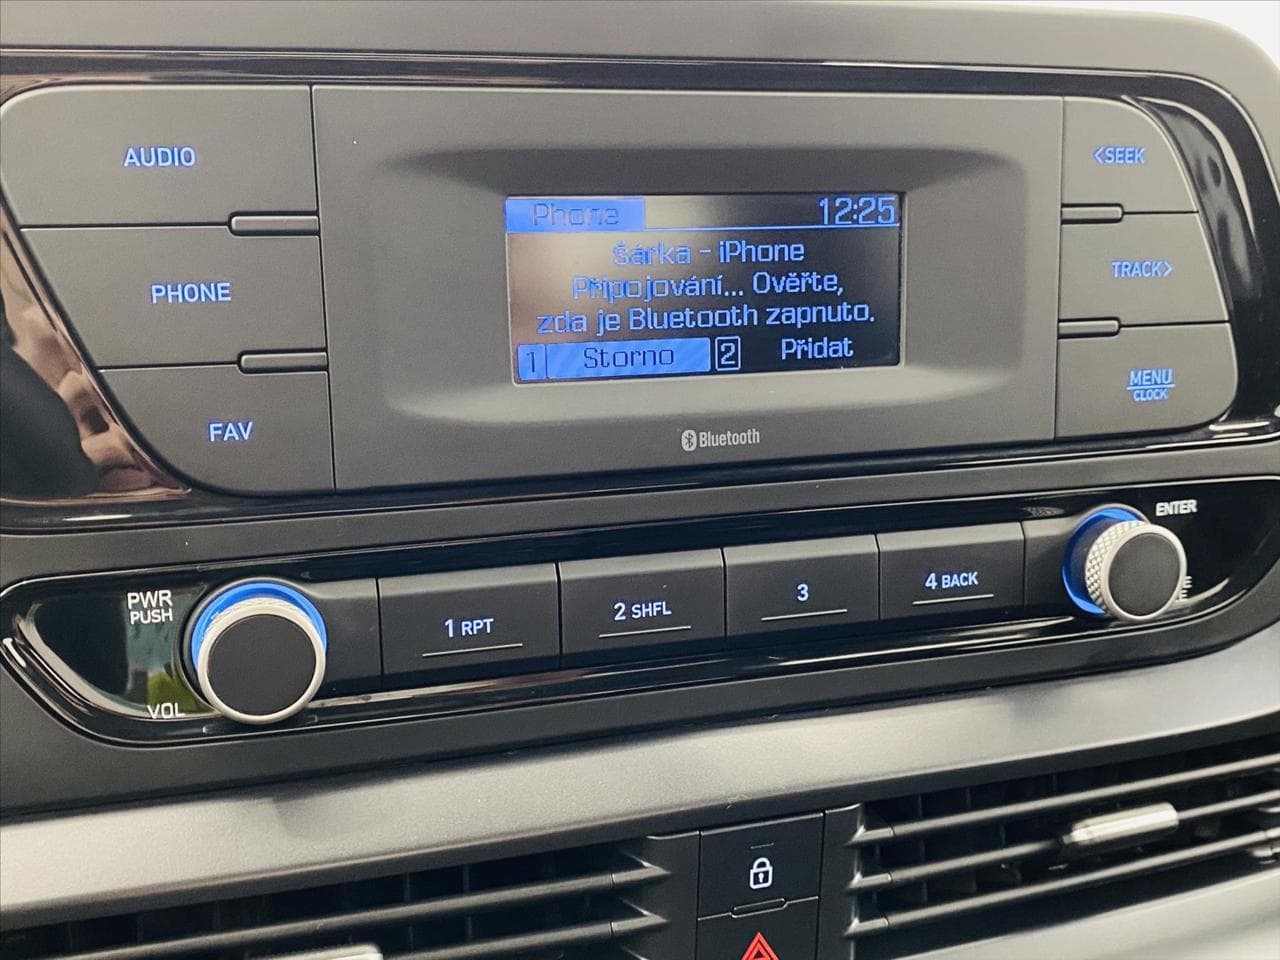 AUDIO
PHONE
FAV
Phone 12:25
Šárka - iPhone
Připojování... Ověřte,
zda je Bluetooth zapnuto.
1 Storno 2 Přidat
Bluetooth
<SEEK
TRACK>
MENU
CLOCK
PWR
PUSH
VOL
1 RPT
2 SHFL
3
4 BACK
ENTER